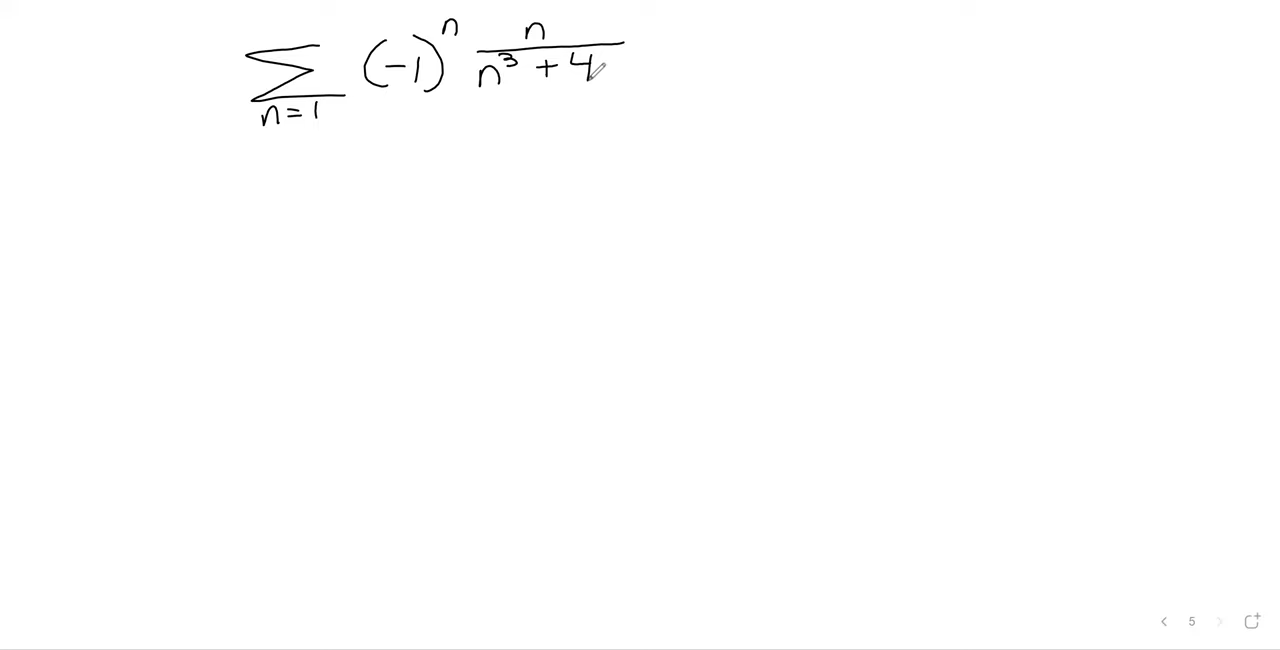 ∑_{n=1} (-1)^n n/(n^3 + 4
5